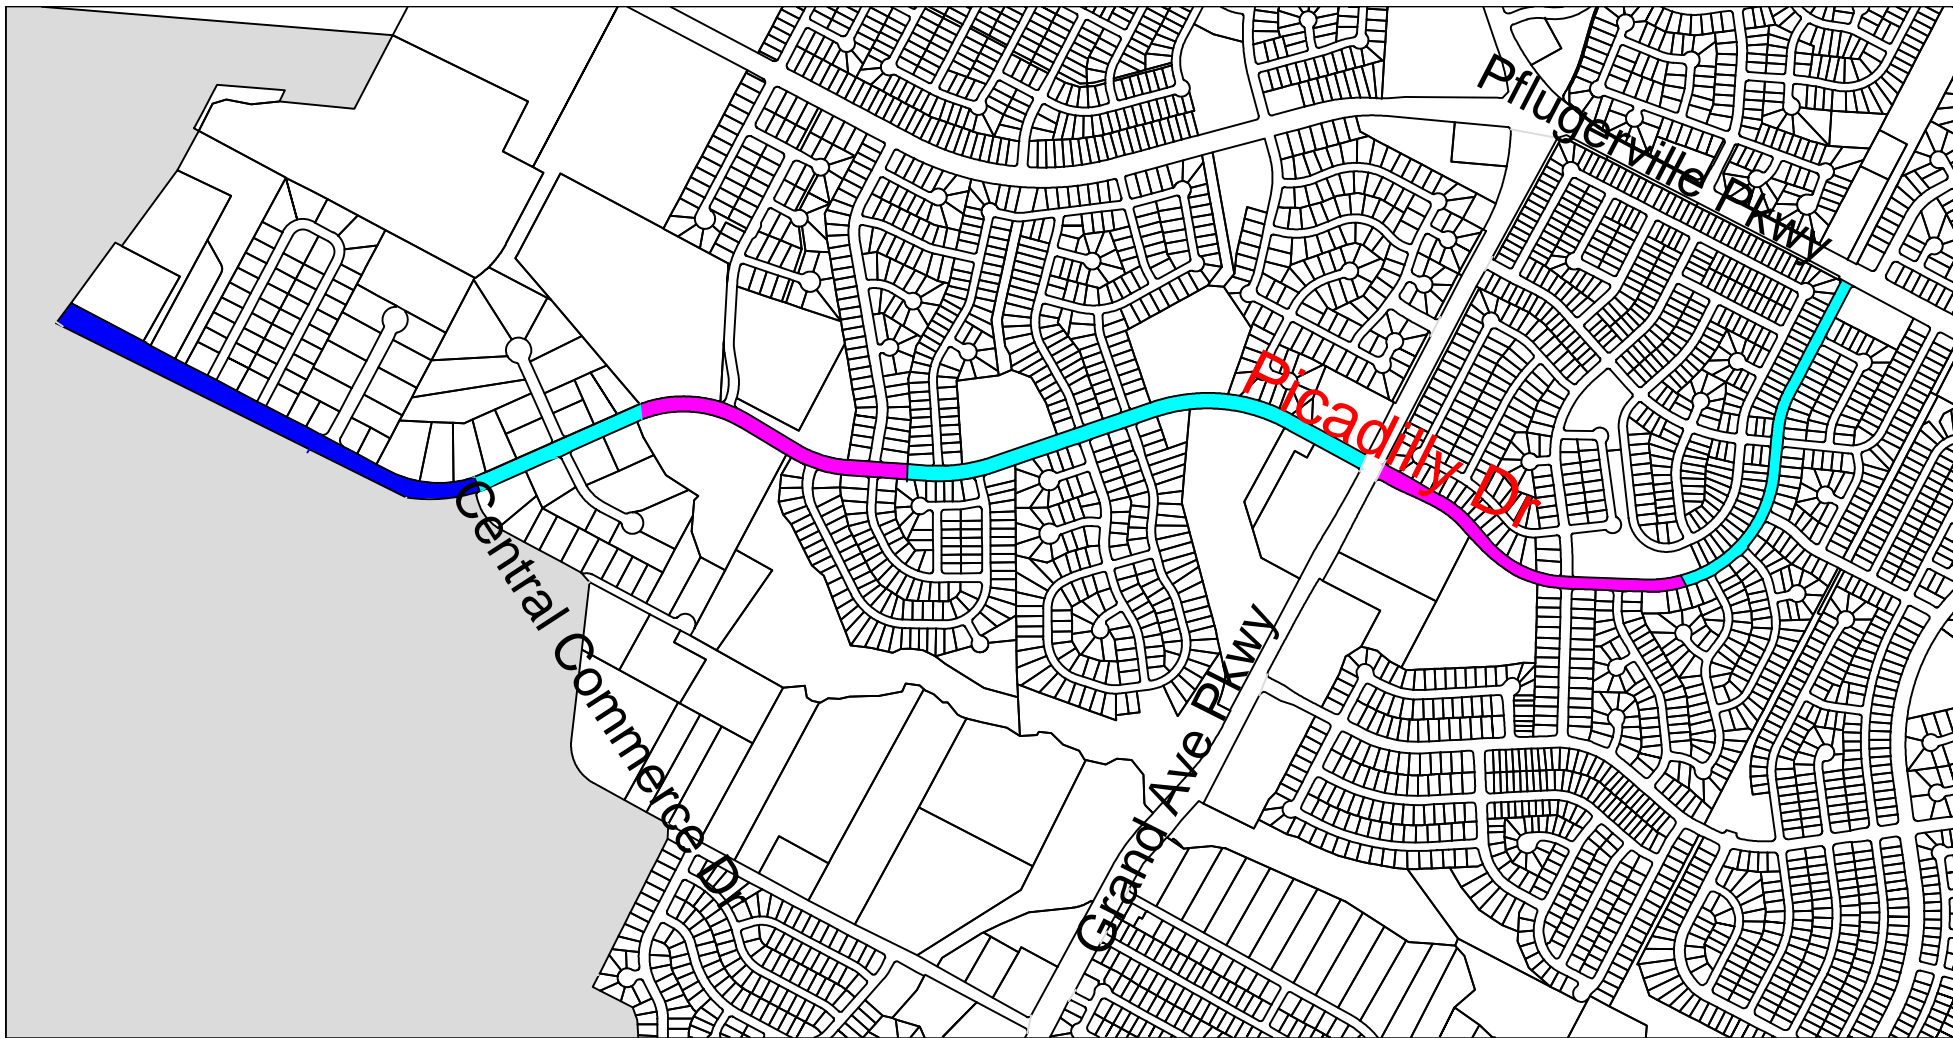 Pflugerville Pkwy
Picadilly Dr
Central Commerce Dr
Grand Ave Pkwy